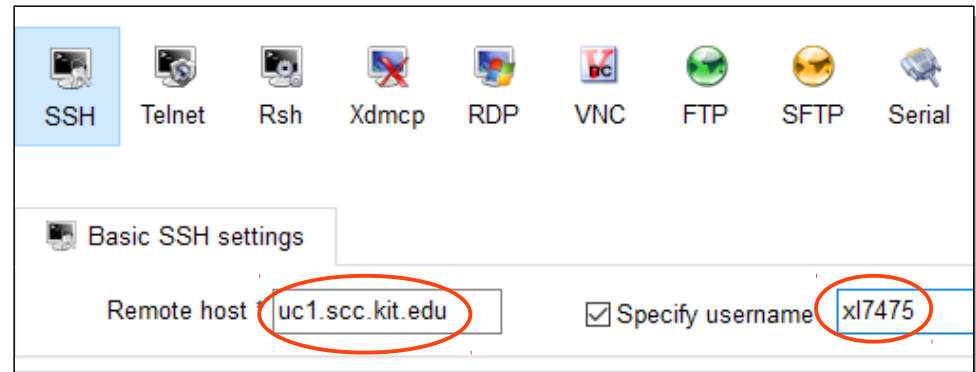 SSH Telnet Rsh Xdmcp RDP VNC FTP SFTP Serial
Basic SSH settings
Remote host * uc1.scc.kit.edu Specify username xl7475